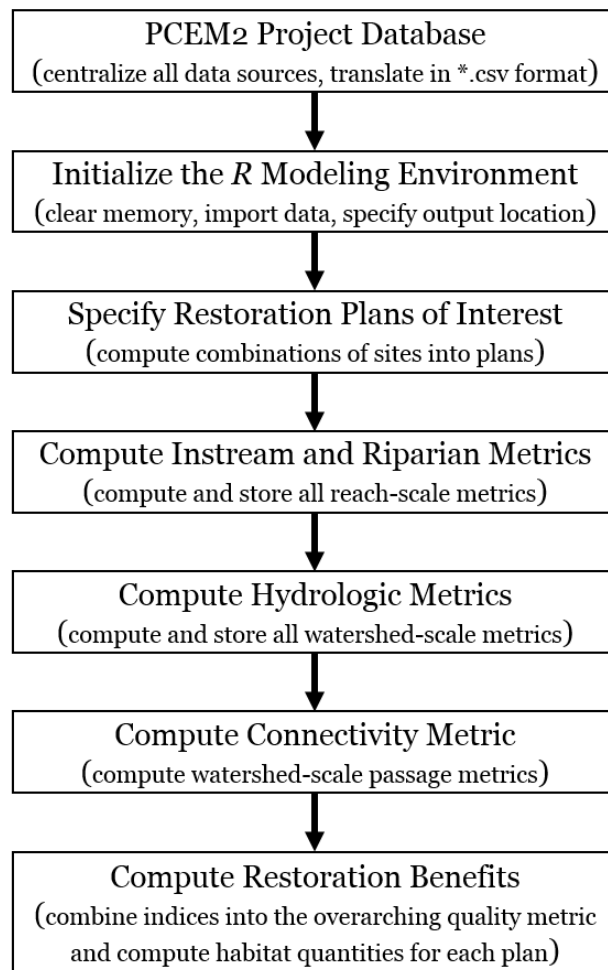 PCEM2 Project Database
(centralize all data sources, translate in *.csv format)
Initialize the R Modeling Environment
(clear memory, import data, specify output location)
Specify Restoration Plans of Interest
(compute combinations of sites into plans)
Compute Instream and Riparian Metrics
(compute and store all reach-scale metrics)
Compute Hydrologic Metrics
(compute and store all watershed-scale metrics)
Compute Connectivity Metric
(compute watershed-scale passage metrics)
Compute Restoration Benefits
(combine indices into the overarching quality metric
and compute habitat quantities for each plan)